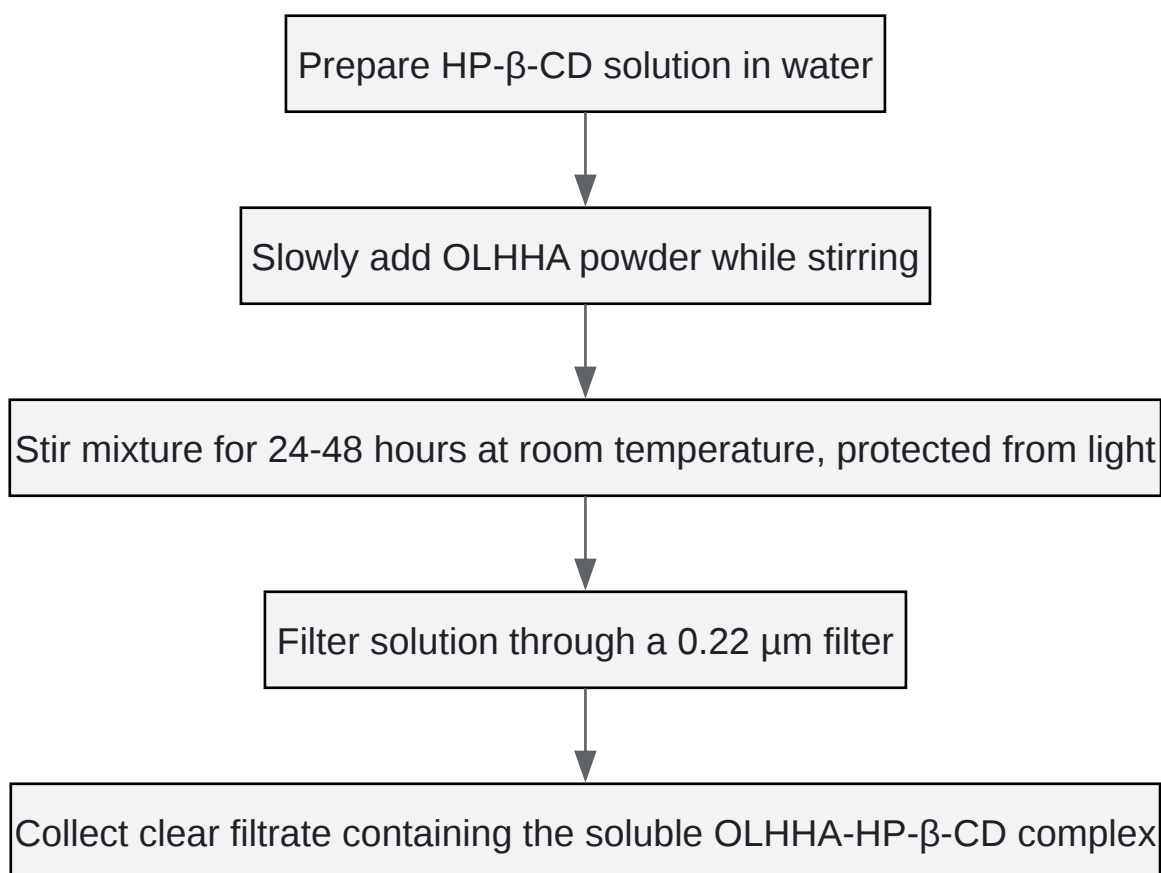 Prepare HP-β-CD solution in water
Slowly add OLHHA powder while stirring
Stir mixture for 24-48 hours at room temperature, protected from light
Filter solution through a 0.22 µm filter
Collect clear filtrate containing the soluble OLHHA-HP-β-CD complex